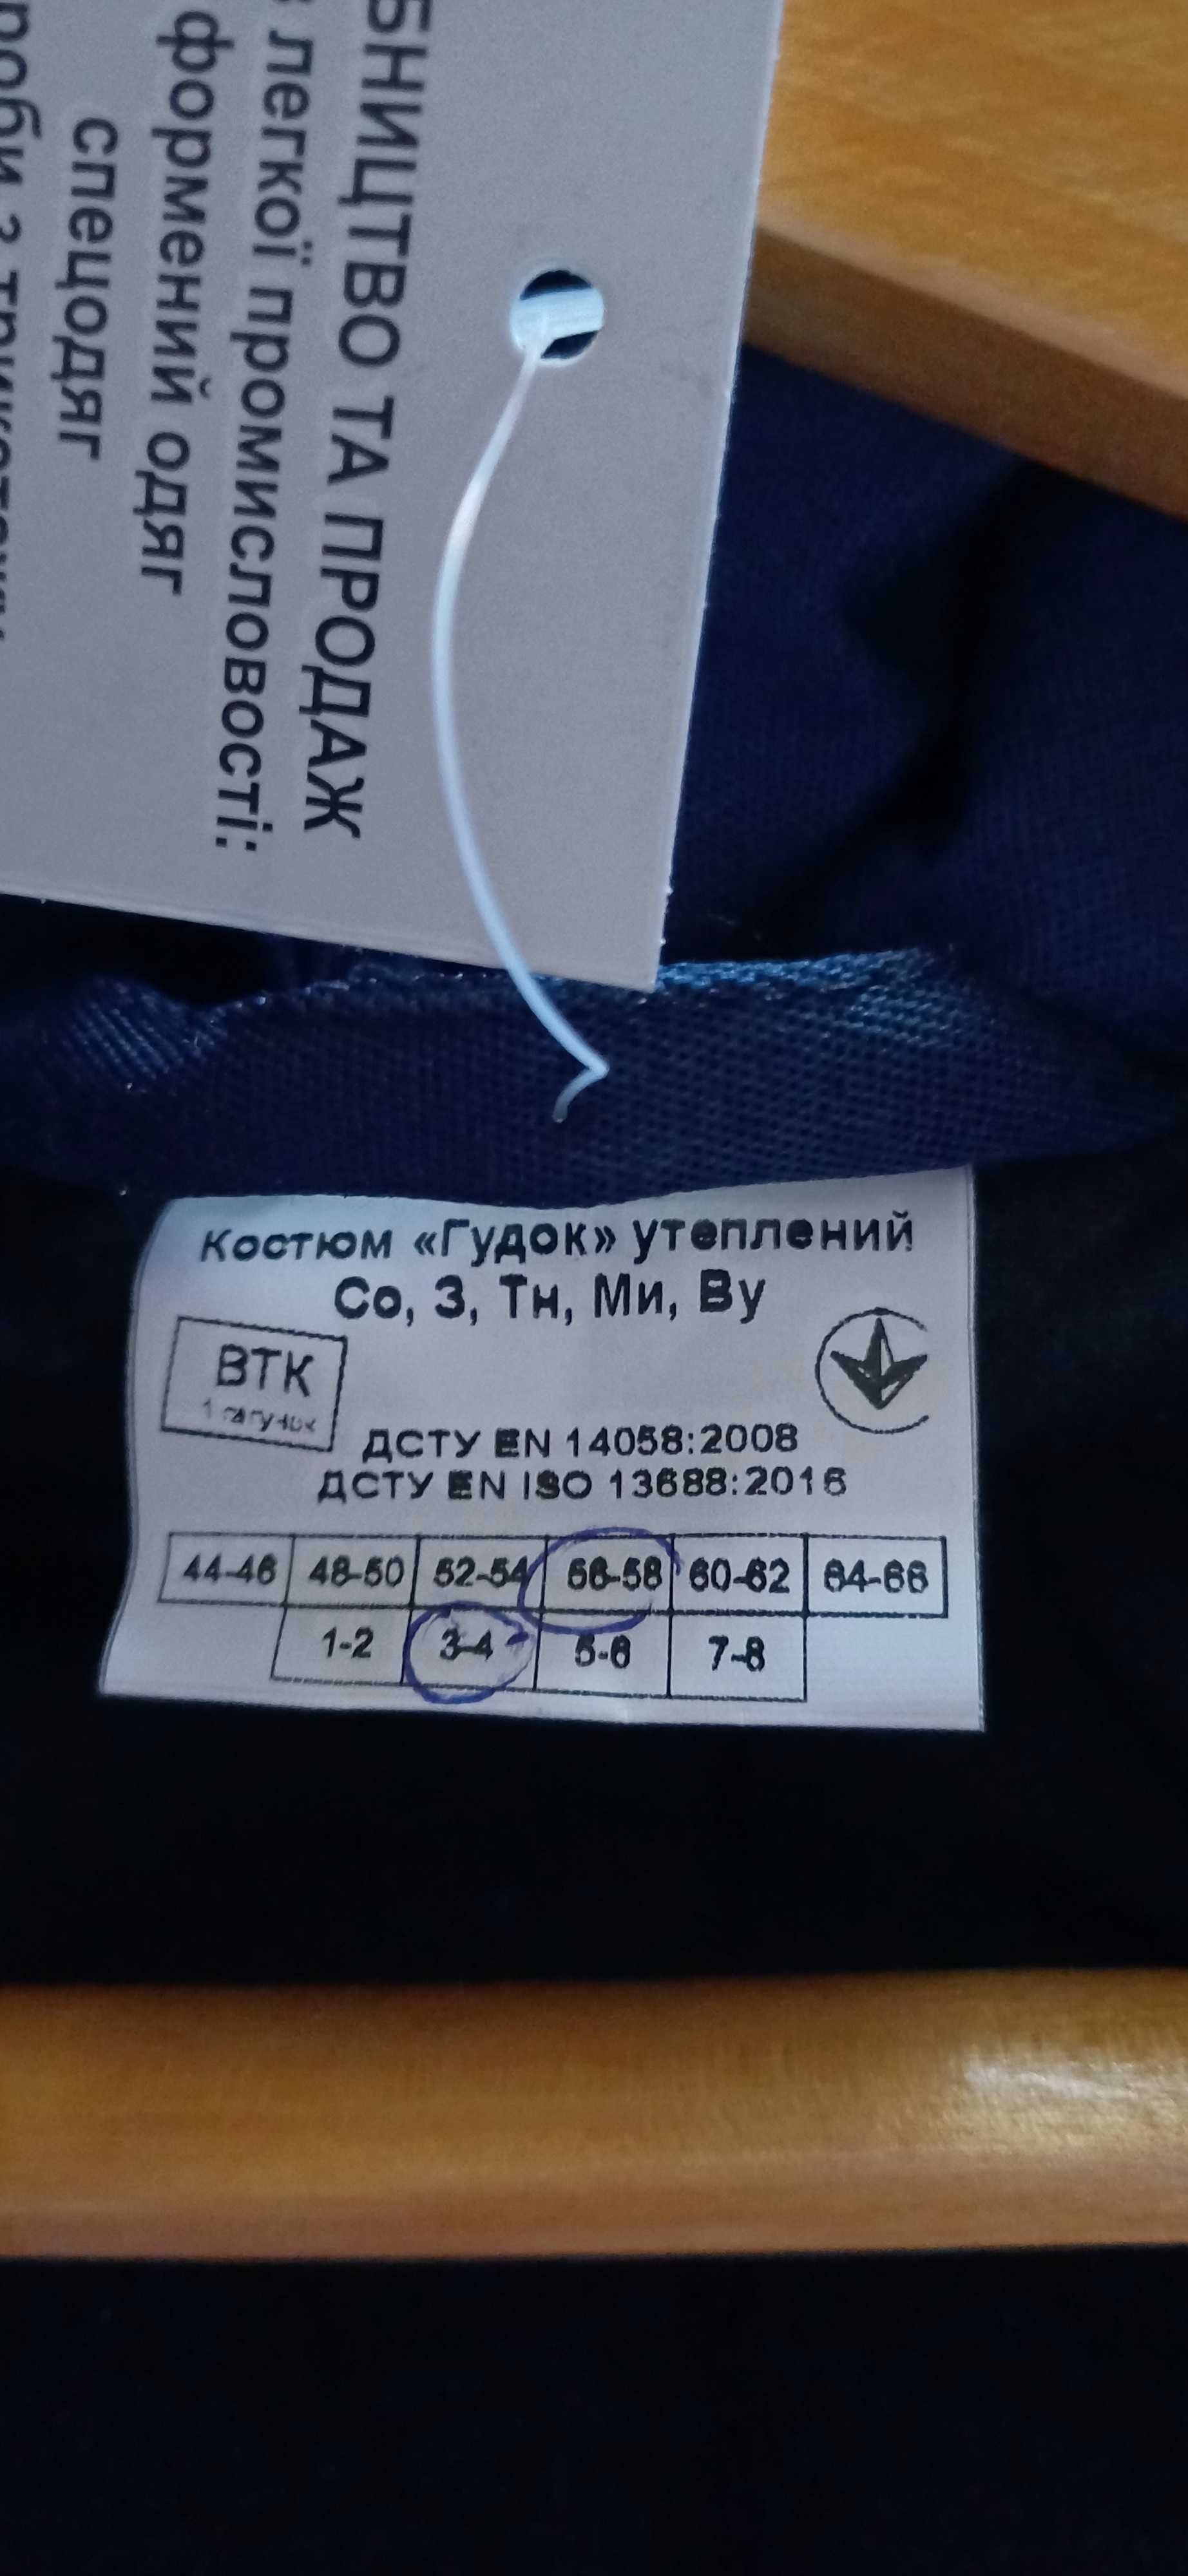 БНИЦТВО ТА ПРОДАЖ
легкої промисловості:
форменний одяг
спецодяг
Костюм «Гудок» утеплений
Со, З, Тн, Ми, Ву
ВТК
1 гатунок
ДСТУ EN 14058:2008
ДСТУ EN ISO 13688:2016
44-46 48-50 52-54 56-58 60-62 64-66
1-2 3-4 5-6 7-8